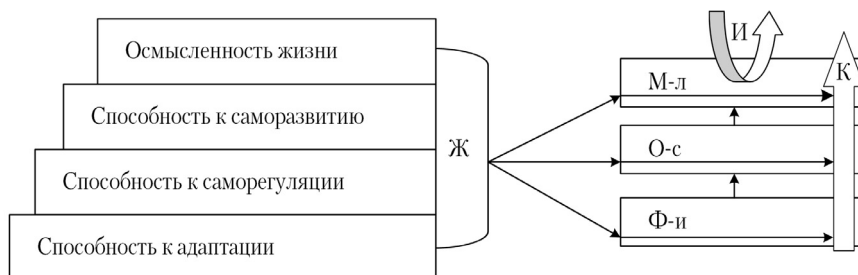 Осмысленность жизни
Способность к саморазвитию
Способность к саморегуляции
Способность к адаптации
Ж
И
К
М-л
О-с
Ф-и